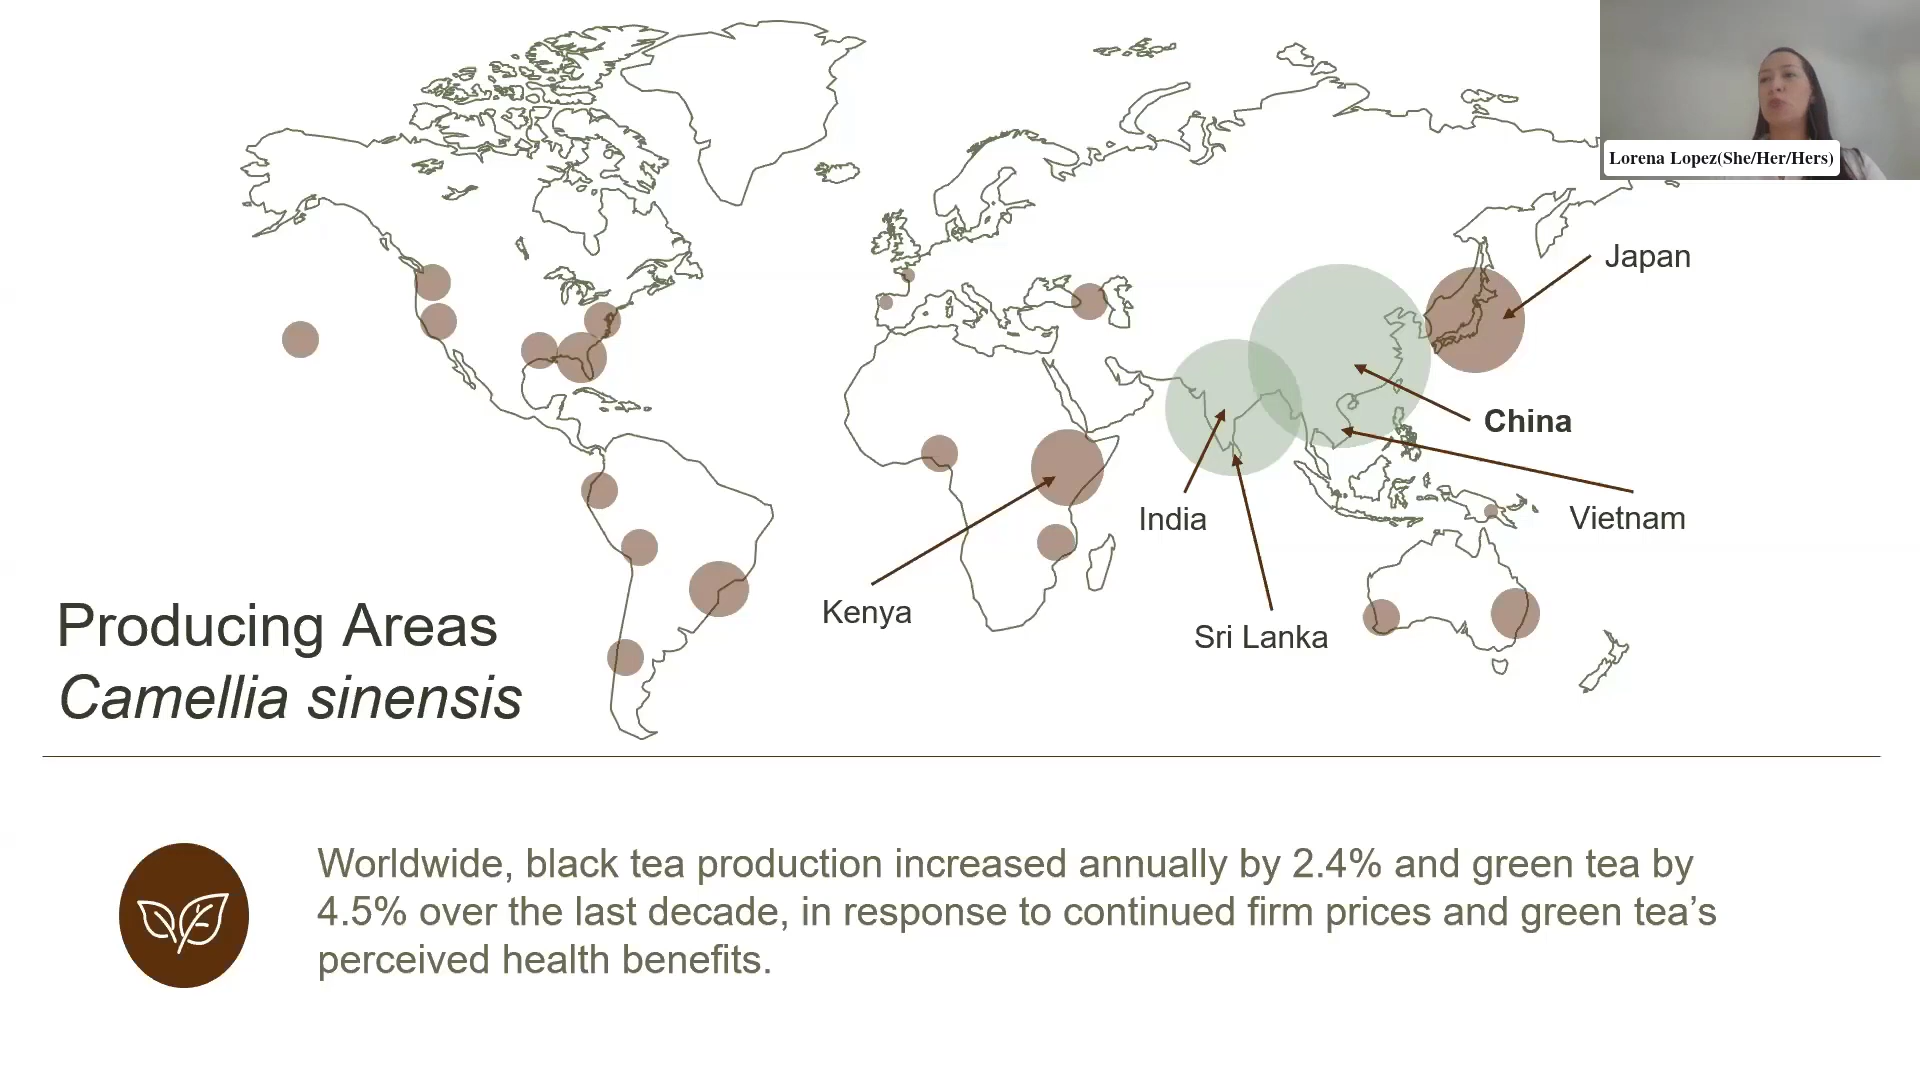 Lorena Lopez(She/Her/Hers)
Japan
China
India
Vietnam
Kenya
Sri Lanka
Producing Areas
Camellia sinensis
Worldwide, black tea production increased annually by 2.4% and green tea by
4.5% over the last decade, in response to continued firm prices and green tea’s
perceived health benefits.